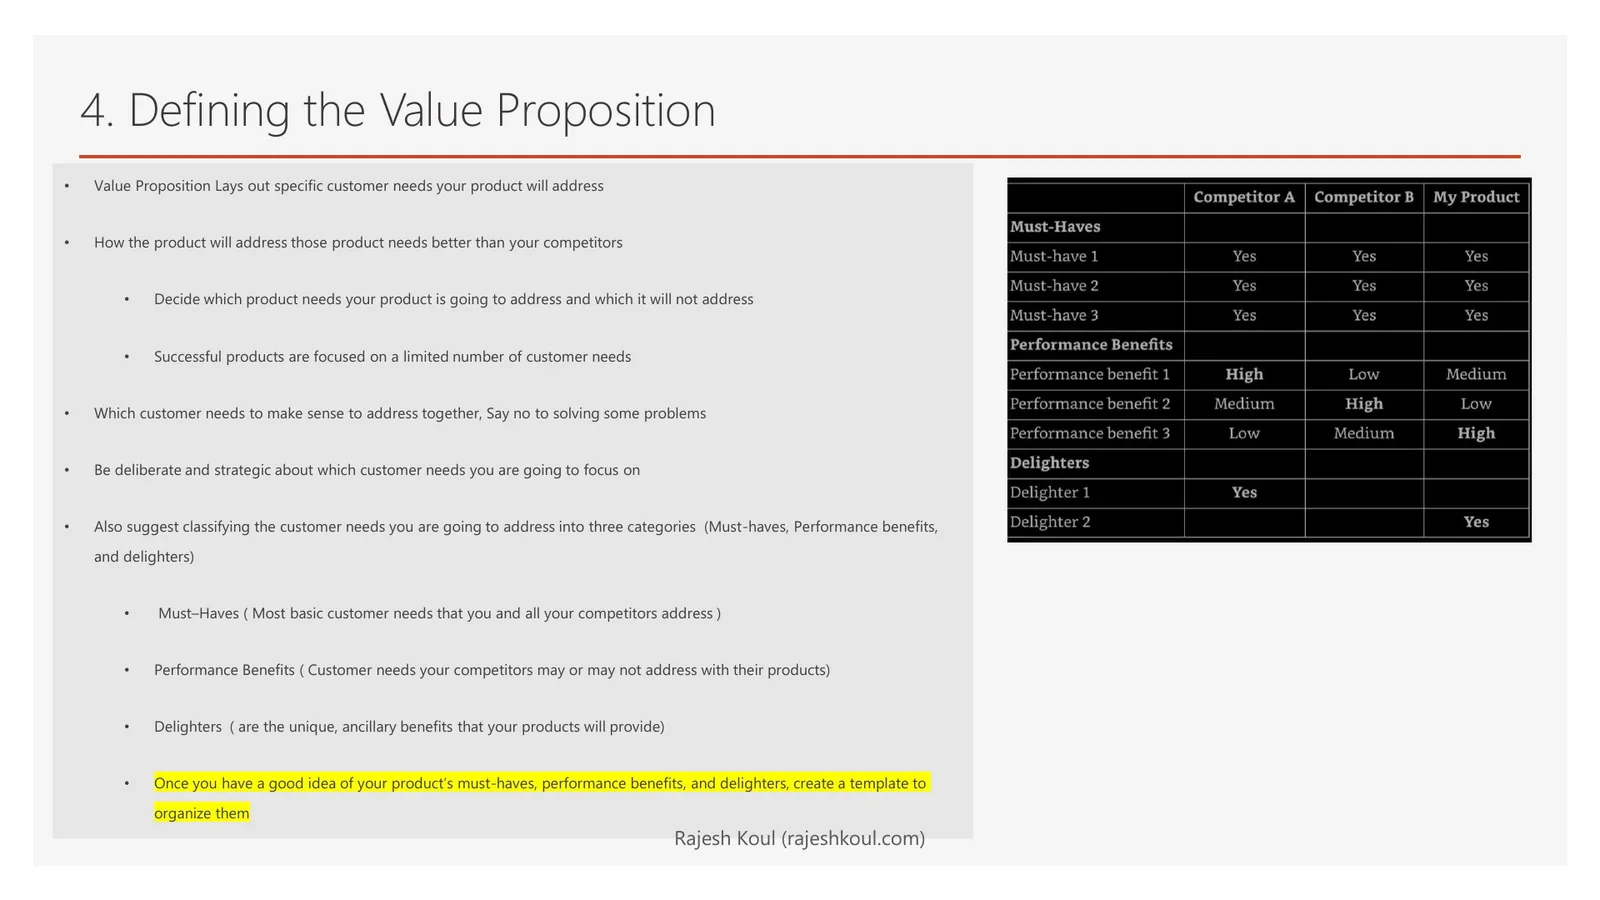 4. Defining the Value Proposition
• Value Proposition Lays out specific customer needs your product will address
• How the product will address those product needs better than your competitors
• Decide which product needs your product is going to address and which it will not address
• Successful products are focused on a limited number of customer needs
• Which customer needs to make sense to address together, Say no to solving some problems
• Be deliberate and strategic about which customer needs you are going to focus on
• Also suggest classifying the customer needs you are going to address into three categories (Must-haves, Performance benefits,
and delighters)
• Must–Haves ( Most basic customer needs that you and all your competitors address )
• Performance Benefits ( Customer needs your competitors may or may not address with their products)
• Delighters ( are the unique, ancillary benefits that your products will provide)
• Once you have a good idea of your product's must-haves, performance benefits, and delighters, create a template to
organize them
Competitor A Competitor B My Product
Must-Haves
Must-have 1 Yes Yes Yes
Must-have 2 Yes Yes Yes
Must-have 3 Yes Yes Yes
Performance Benefits
Performance benefit 1 High Low Medium
Performance benefit 2 Medium High Low
Performance benefit 3 Low Medium High
Delighters
Delighter 1 Yes
Delighter 2 Yes
Rajesh Koul (rajeshkoul.com)